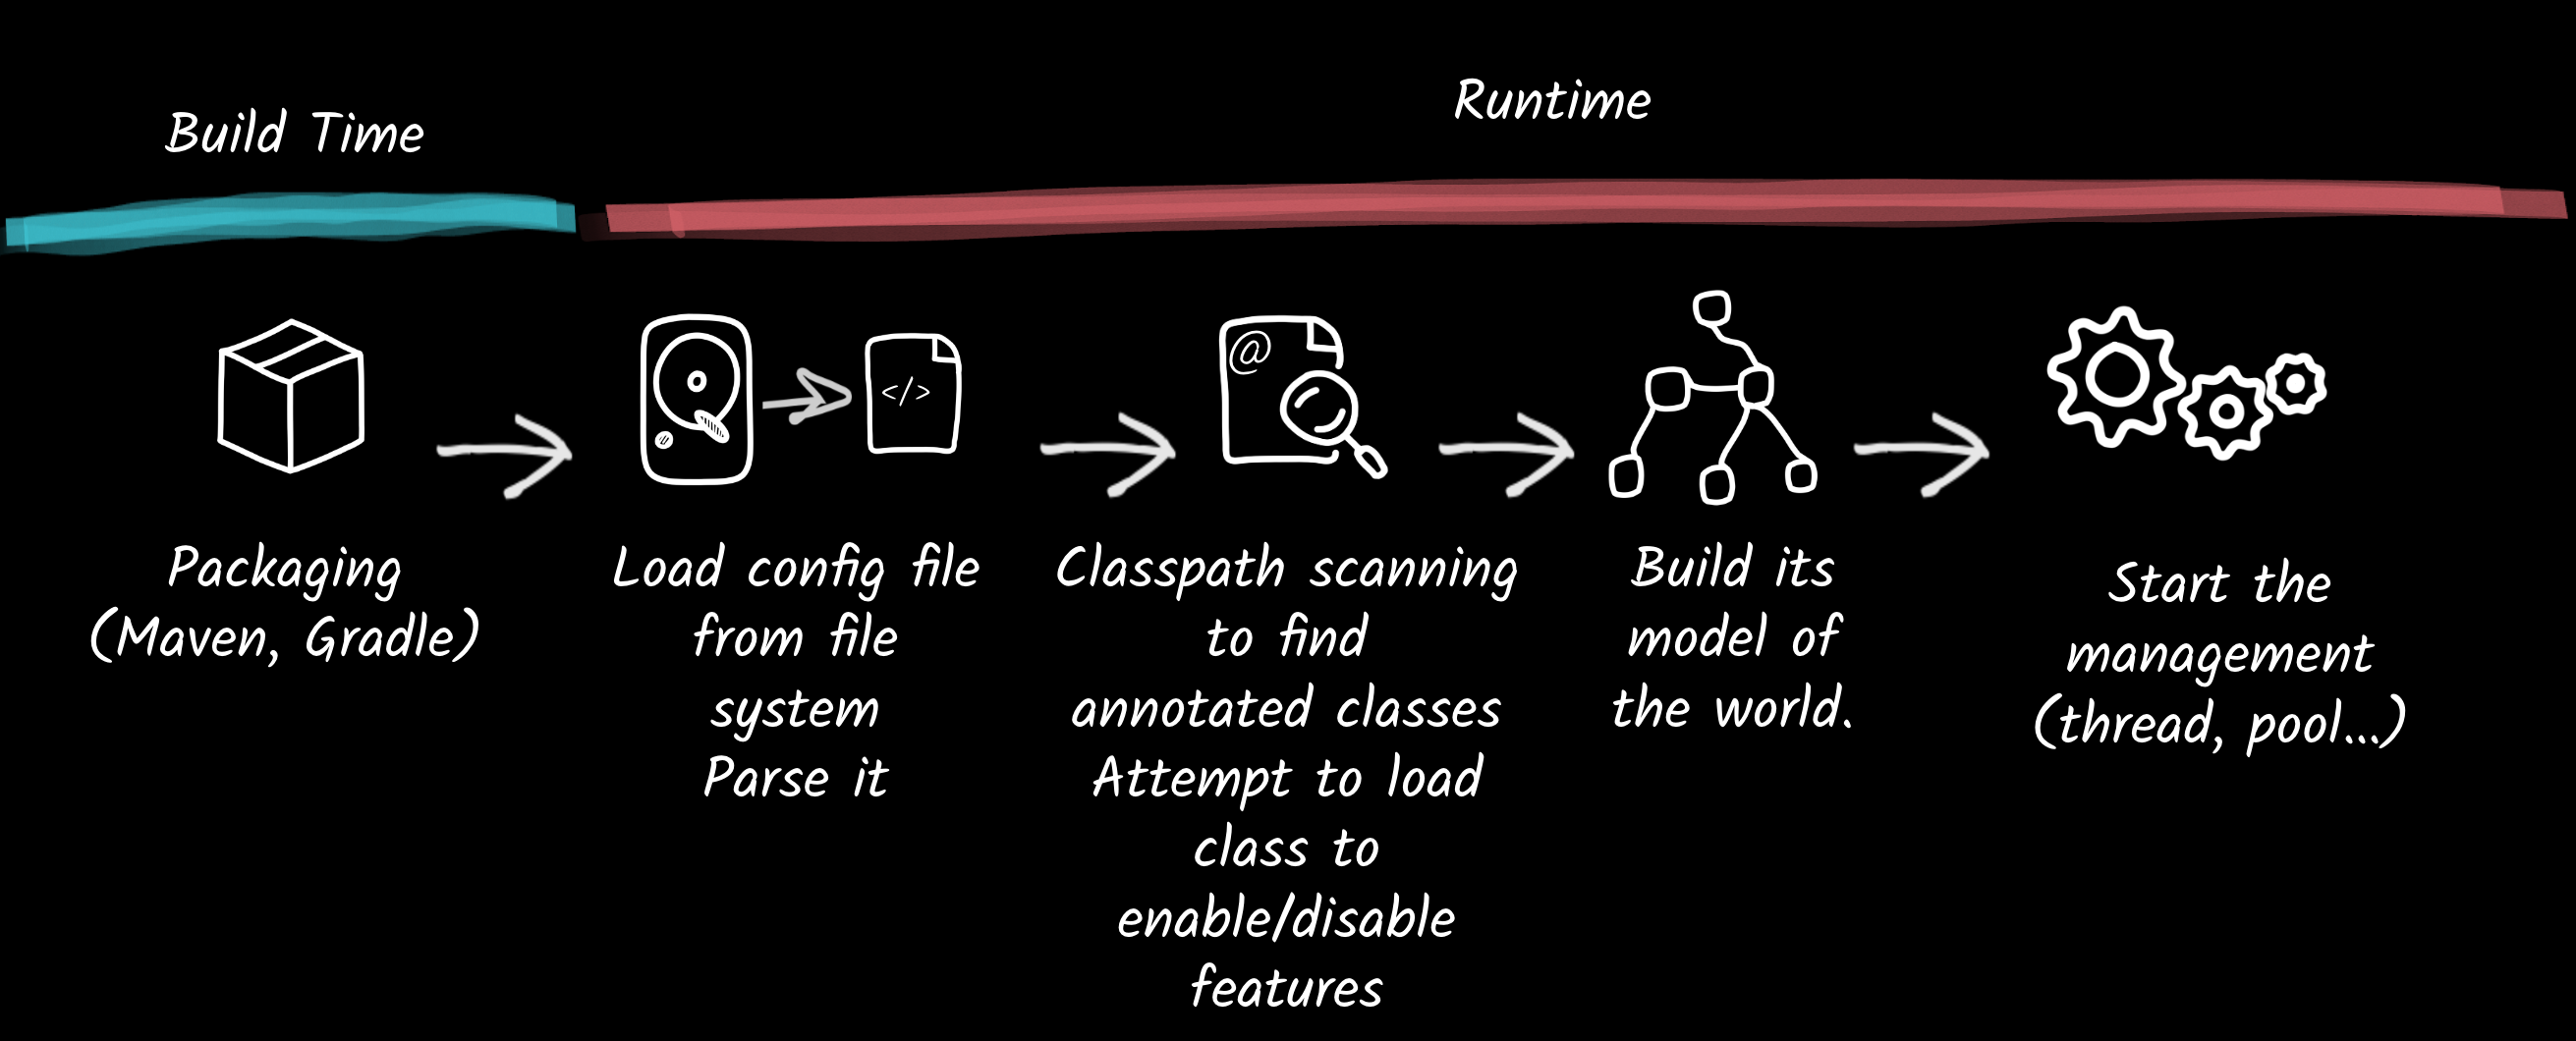 Build Time
Runtime
@
</>
Packaging
(Maven, Gradle)
Load config file
from file
system
Parse it
Classpath scanning
to find
annotated classes
Attempt to load
class to
enable/disable
features
Build its
model of
the world.
Start the
management
(thread, pool...)